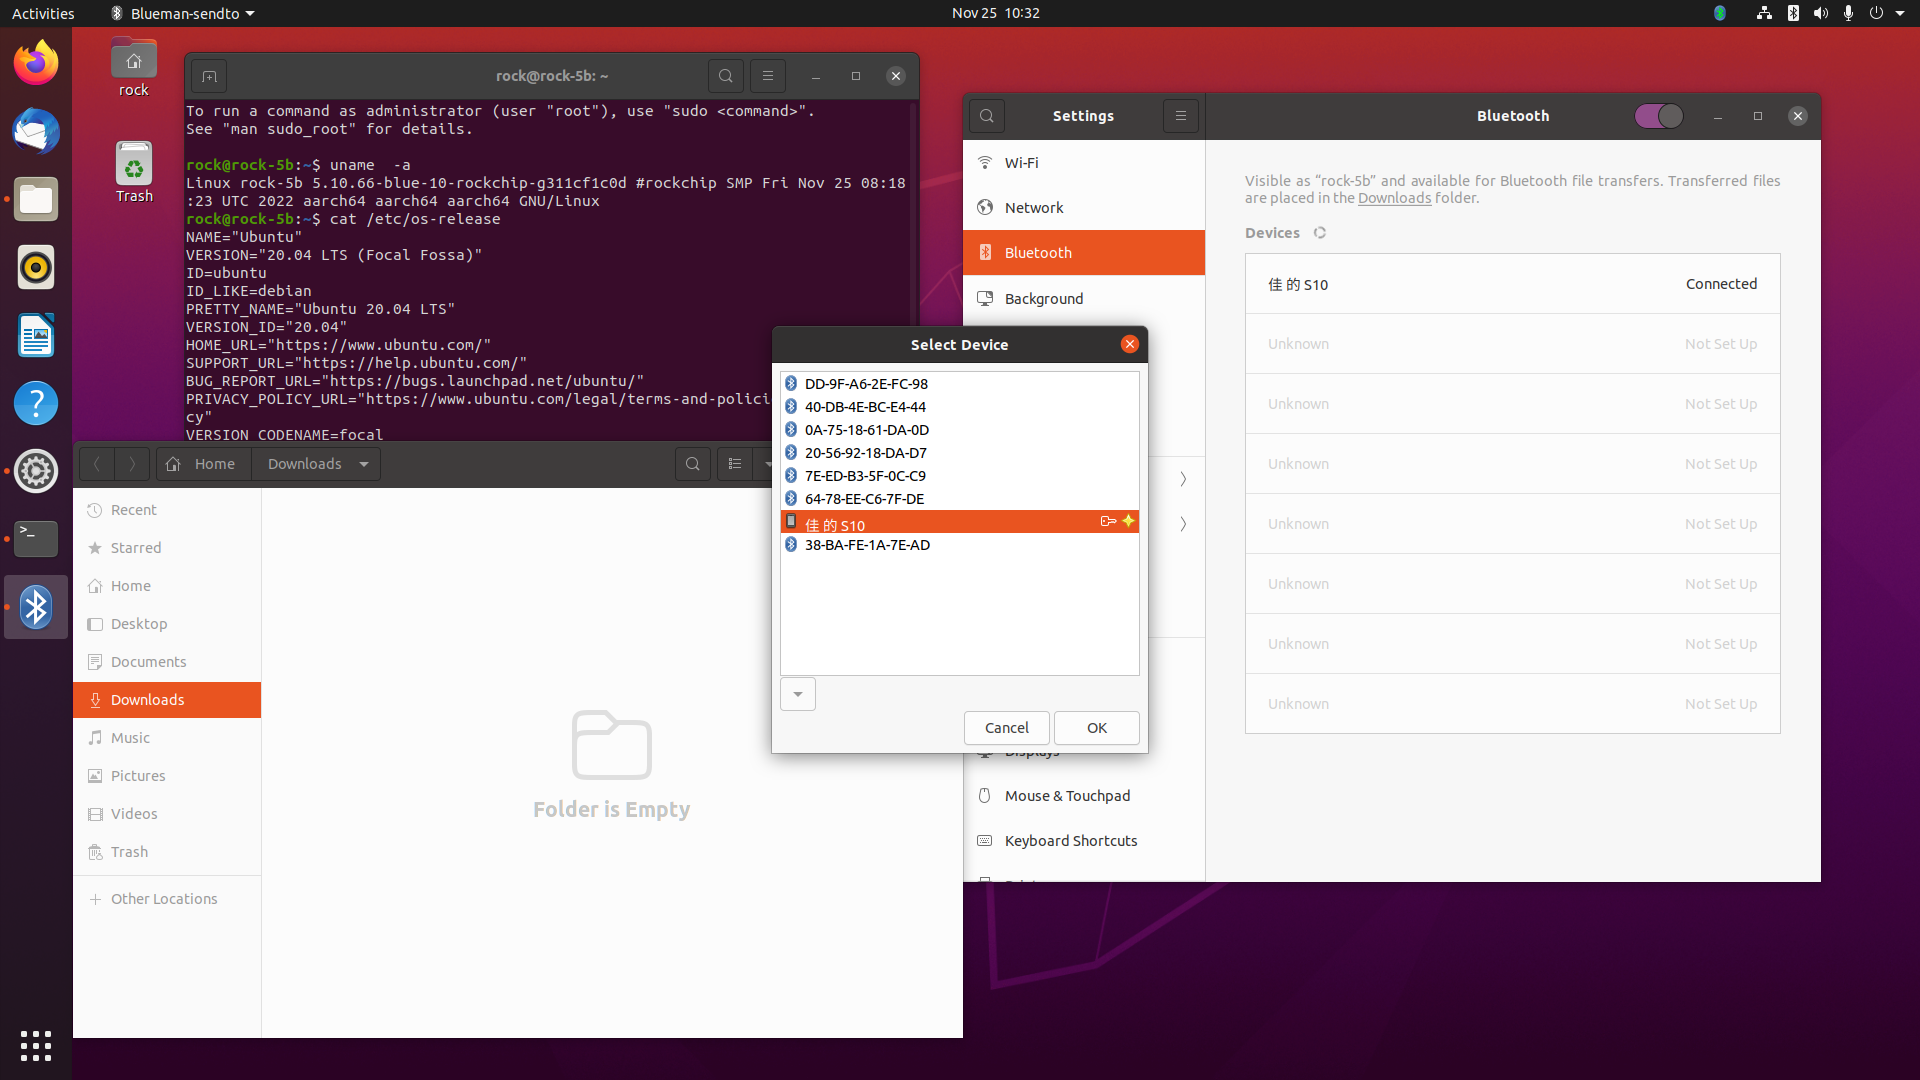 Activities
Blueman-sendto
Nov 25 10:32
rock
Trash
rock@rock-5b: ~
To run a command as administrator (user "root"), use "sudo <command>".
See "man sudo_root" for details.
rock@rock-5b:~$ uname  -a
Linux rock-5b 5.10.66-blue-10-rockchip-g311cf1c0d #rockchip SMP Fri Nov 25 08:18
:23 UTC 2022 aarch64 aarch64 aarch64 GNU/Linux
rock@rock-5b:~$ cat /etc/os-release
NAME="Ubuntu"
VERSION="20.04 LTS (Focal Fossa)"
ID=ubuntu
ID_LIKE=debian
PRETTY_NAME="Ubuntu 20.04 LTS"
VERSION_ID="20.04"
HOME_URL="https://www.ubuntu.com/"
SUPPORT_URL="https://help.ubuntu.com/"
BUG_REPORT_URL="https://bugs.launchpad.net/ubuntu/"
PRIVACY_POLICY_URL="https://www.ubuntu.com/legal/terms-and-polici
cy"
VERSION_CODENAME=focal
Home
Downloads
Recent
Starred
Home
Desktop
Documents
Downloads
Music
Pictures
Videos
Trash
Other Locations
Folder is Empty
Select Device
DD-9F-A6-2E-FC-98
40-DB-4E-BC-E4-44
0A-75-18-61-DA-0D
20-56-92-18-DA-D7
7E-ED-B3-5F-0C-C9
64-78-EE-C6-7F-DE
佳 的 S10
38-BA-FE-1A-7E-AD
Cancel
OK
Settings
Wi-Fi
Network
Bluetooth
Background
Displays
Mouse & Touchpad
Keyboard Shortcuts
Bluetooth
Visible as “rock-5b” and available for Bluetooth file transfers. Transferred files
are placed in the Downloads folder.
Devices
佳 的 S10 Connected
Unknown Not Set Up
Unknown Not Set Up
Unknown Not Set Up
Unknown Not Set Up
Unknown Not Set Up
Unknown Not Set Up
Unknown Not Set Up